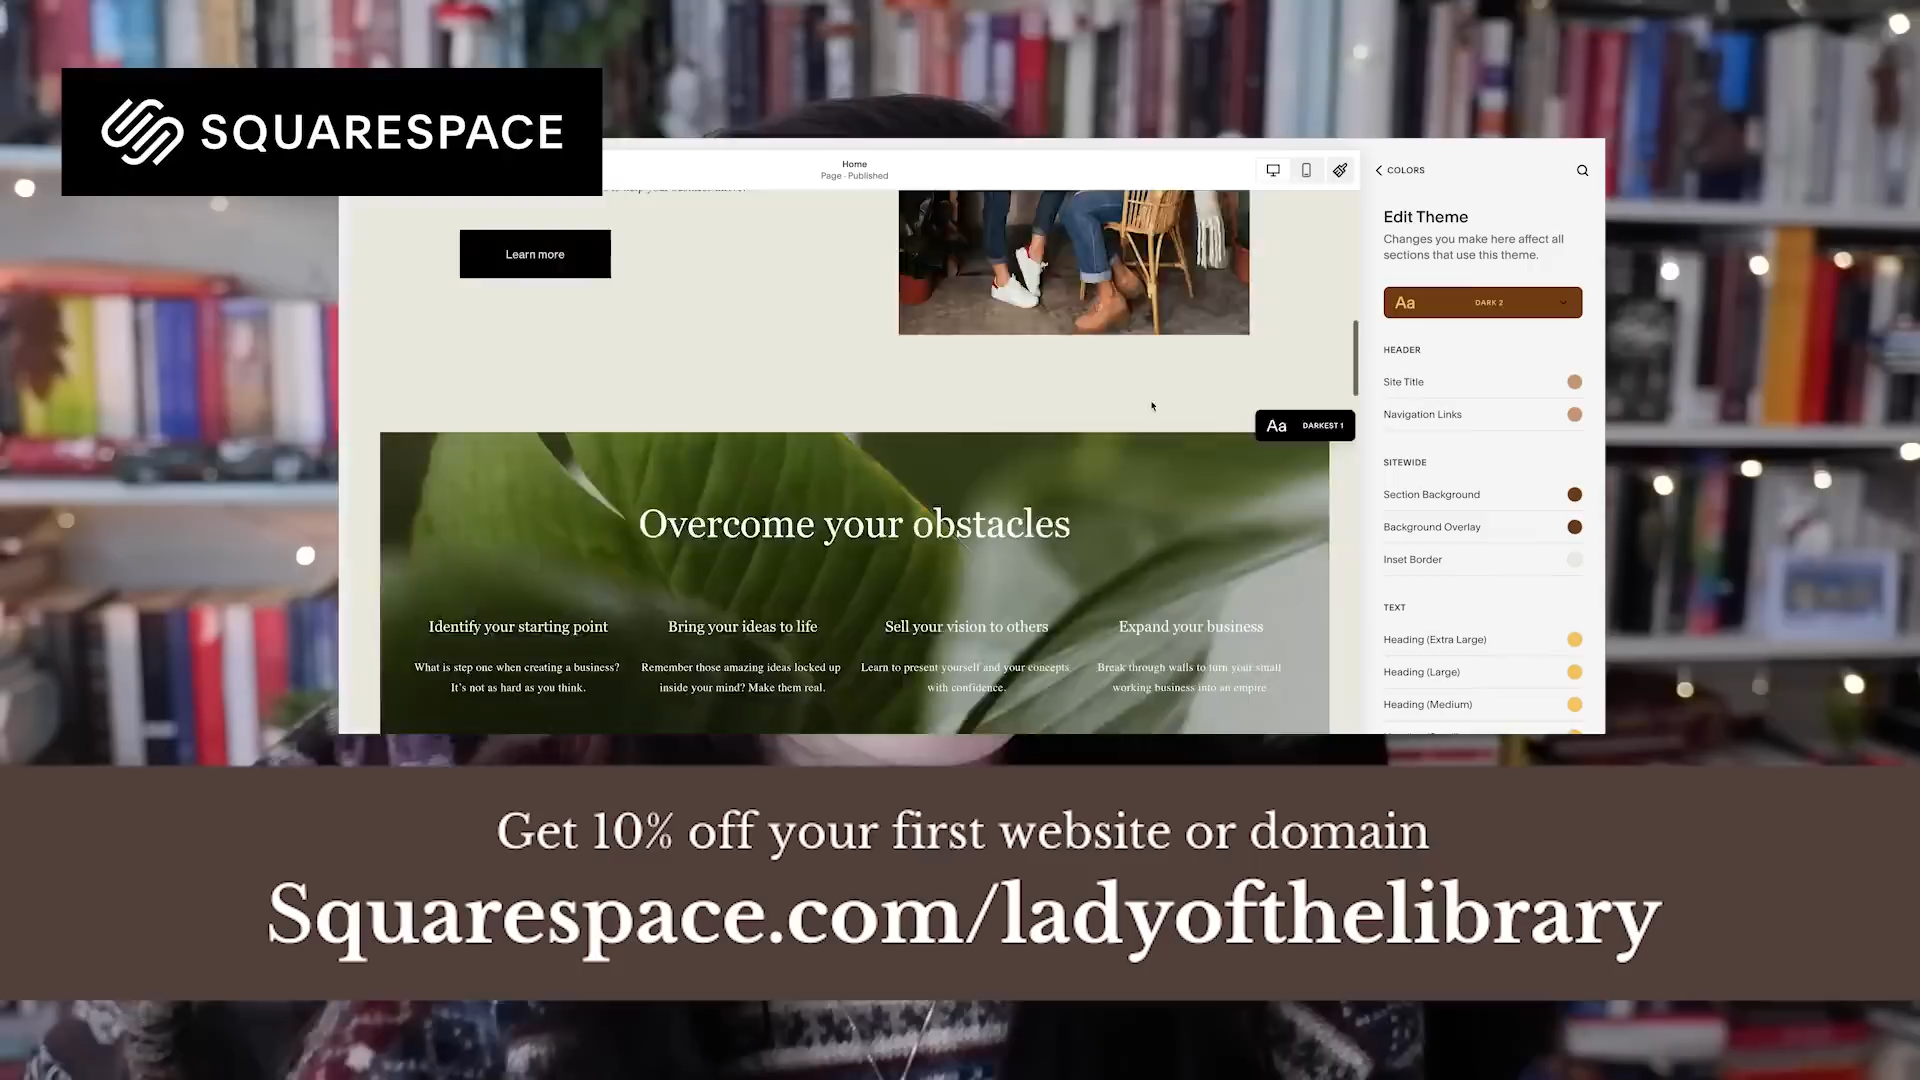 SQUARESPACE
Home
Page · Published
Learn more
Aa DARKEST 1
Overcome your obstacles
Identify your starting point
What is step one when creating a business?
It's not as hard as you think.
Bring your ideas to life
Remember those amazing ideas locked up
inside your mind? Make them real.
Sell your vision to others
Learn to present yourself and your concepts
with confidence.
Expand your business
Break through walls to turn your small
working business into an empire
COLORS
Edit Theme
Changes you make here affect all
sections that use this theme.
Aa DARK 2
HEADER
Site Title
Navigation Links
SITEWIDE
Section Background
Background Overlay
Inset Border
TEXT
Heading (Extra Large)
Heading (Large)
Heading (Medium)
Get 10% off your first website or domain
Squarespace.com/ladyofthelibrary